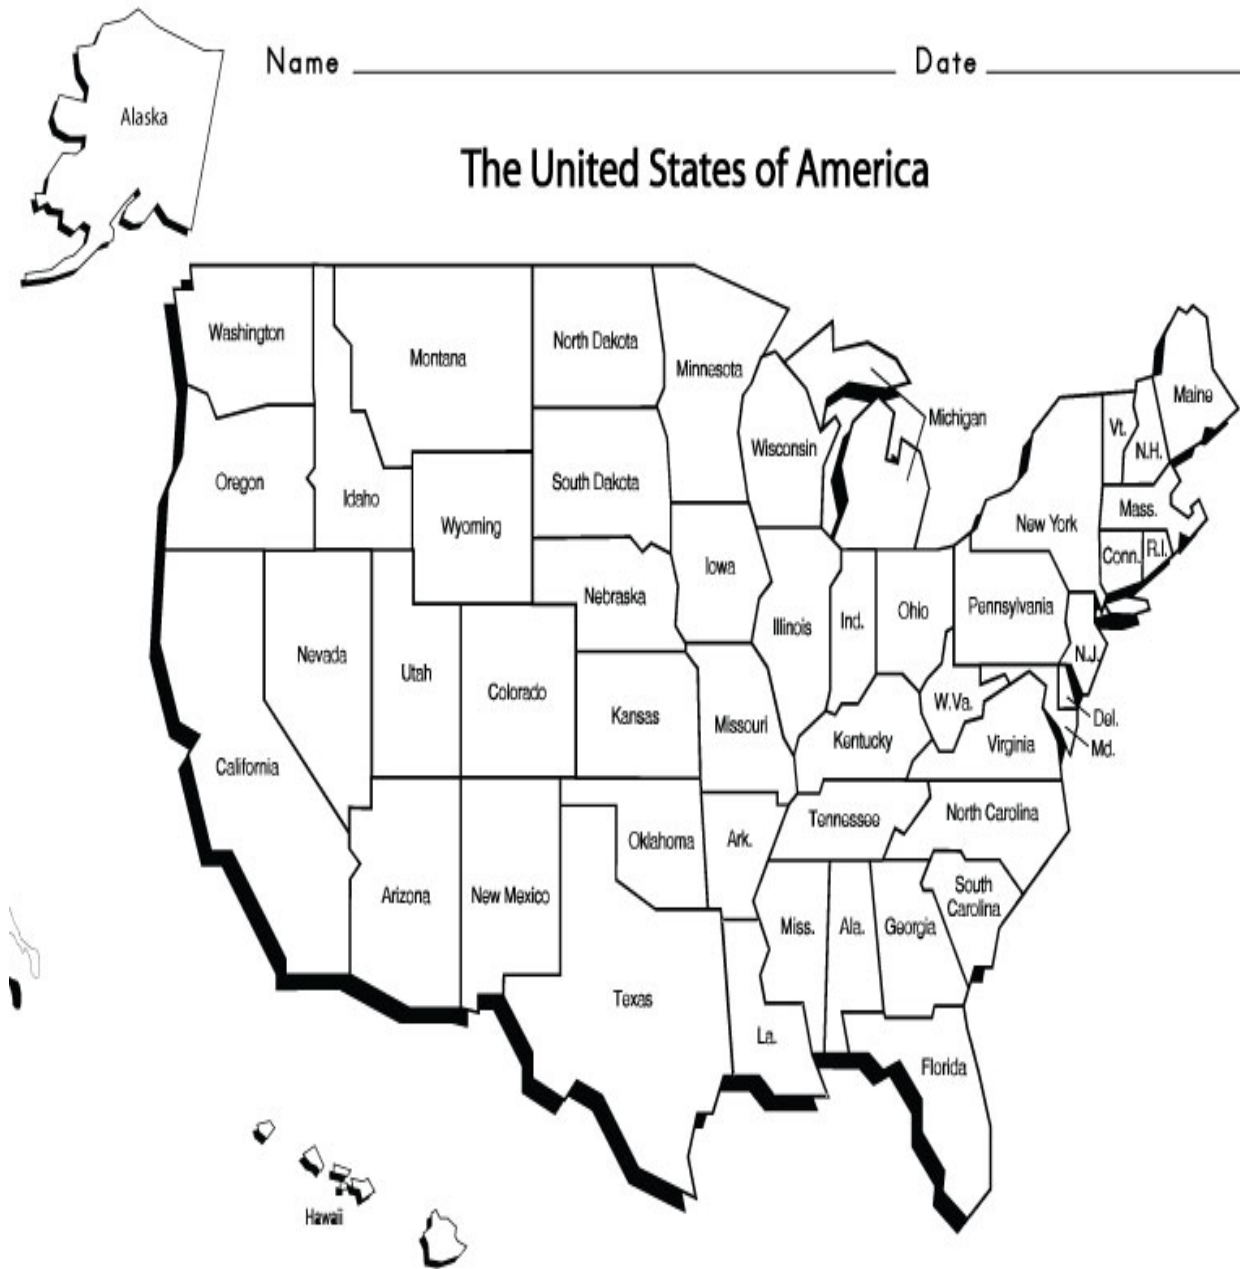 Alaska
Name
Date
The United States of America
Washington
Montana
North Dakota
Minnesota
Maine
Michigan
Vt.
N.H.
Wisconsin
Oregon
Idaho
South Dakota
Wyoming
Mass.
New York
Conn.
R.I.
Iowa
Nebraska
Pennsylvania
Ohio
Ind.
Illinois
Nevada
Utah
N.J.
Colorado
W.Va.
Kansas
Missouri
Del.
Kentucky
Virginia
Md.
California
Tennessee
North Carolina
Oklahoma
Ark.
South
Carolina
Arizona
New Mexico
Miss.
Ala.
Georgia
Texas
La.
Florida
Hawaii